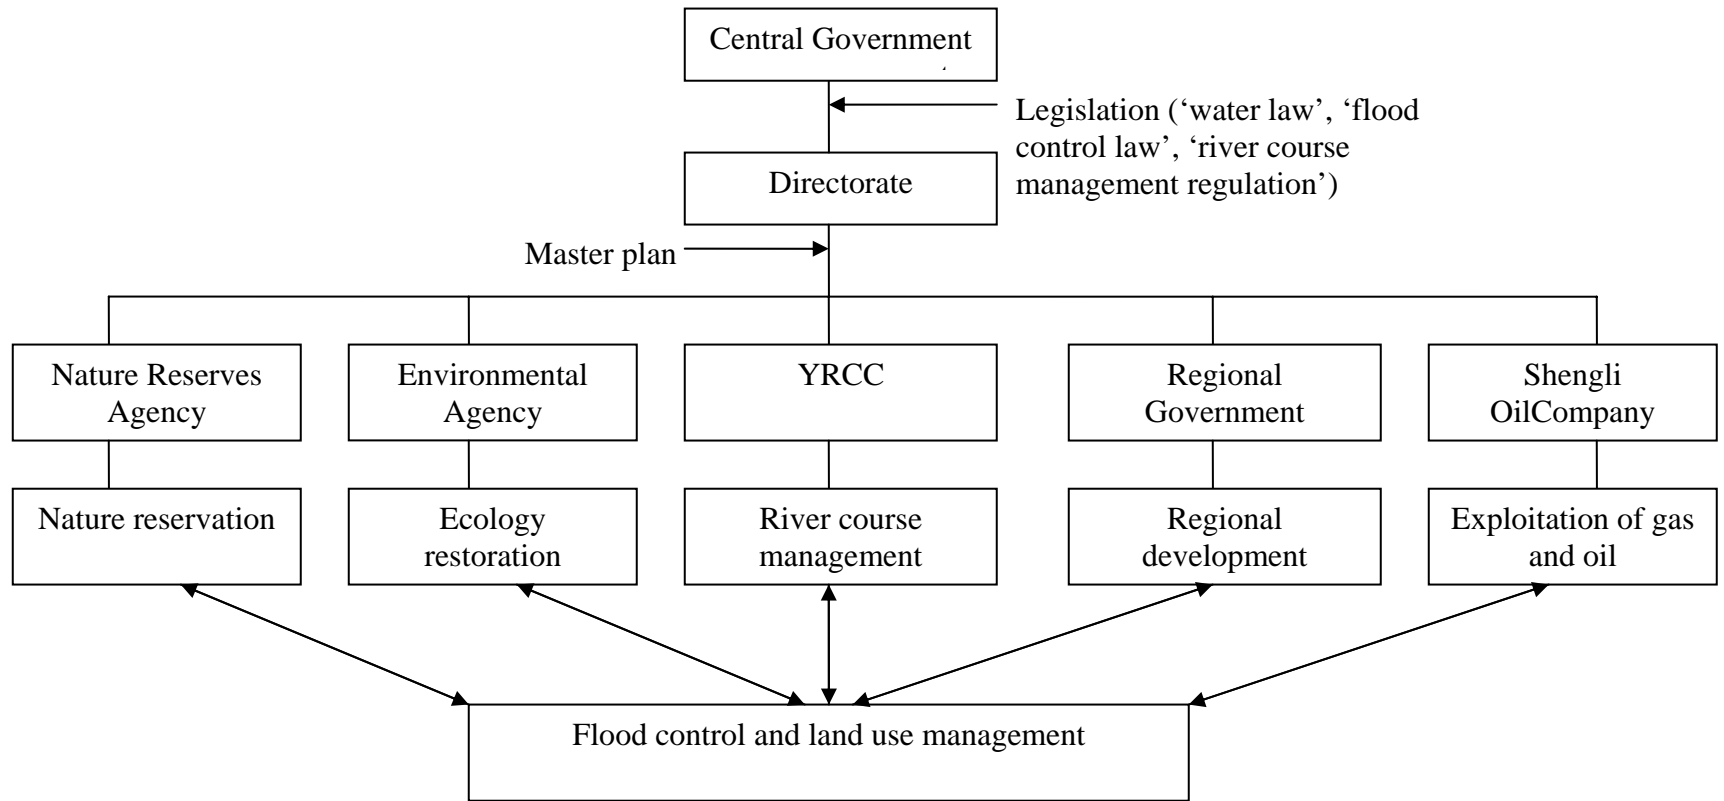 Central Government
Legislation (‘water law’, ‘flood
control law’, ‘river course
management regulation’)
Directorate
Master plan
Nature Reserves
Agency
Environmental
Agency
YRCC
Regional
Government
Shengli
OilCompany
Nature reservation
Ecology
restoration
River course
management
Regional
development
Exploitation of gas
and oil
Flood control and land use management